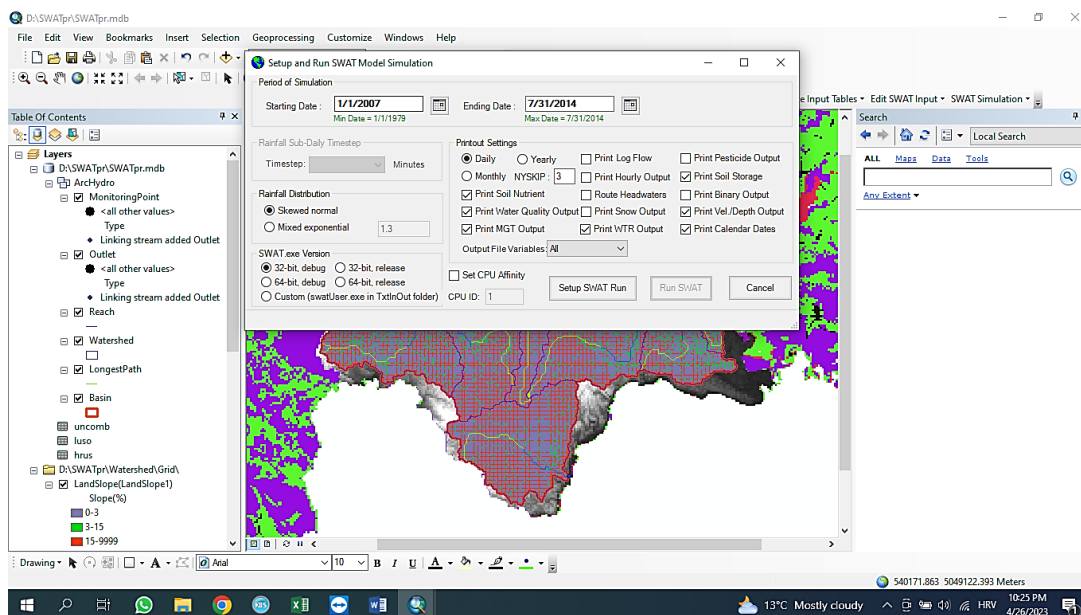 D:\SWATpr\SWATpr.mdb
File Edit View Bookmarks Insert Selection Geoprocessing Customize Windows Help
Setup and Run SWAT Model Simulation
Period of Simulation
Starting Date : 1/1/2007 Ending Date : 7/31/2014
Min Date = 1/1/1979 Max Date = 7/31/2014
Rainfall Sub-Daily Timestep
Timestep: Minutes
Rainfall Distribution
Skewed normal
Mixed exponential 1.3
SWAT.exe Version
32-bit, debug 32-bit, release
64-bit, debug 64-bit, release
Custom (swatUser.exe in TxtInOut folder)
Printout Settings
Daily Yearly Print Log Flow Print Pesticide Output
Monthly NYSKIP : 3 Print Hourly Output Print Soil Storage
Print Soil Nutrient Route Headwaters Print Binary Output
Print Water Quality Output Print Snow Output Print Vel./Depth Output
Print MGT Output Print WTR Output Print Calendar Dates
Output File Variables: All
Set CPU Affinity
CPU ID: 1
Setup SWAT Run Run SWAT Cancel
e Input Tables Edit SWAT Input SWAT Simulation
Table Of Contents
Layers
D:\SWATpr\SWATpr.mdb
ArcHydro
MonitoringPoint
<all other values>
Type
Linking stream added Outlet
Outlet
<all other values>
Type
Linking stream added Outlet
Reach
Watershed
LongestPath
Basin
uncomb
luso
hrus
D:\SWATpr\Watershed\Grid\
LandSlope(LandSlope1)
Slope(%)
0-3
3-15
15-9999
Search
Local Search
ALL Maps Data Tools
Any Extent
Drawing Arial 10 B I U A
540171.863 5049122.393 Meters
13°C Mostly cloudy HRV 10:25 PM
4/26/2023